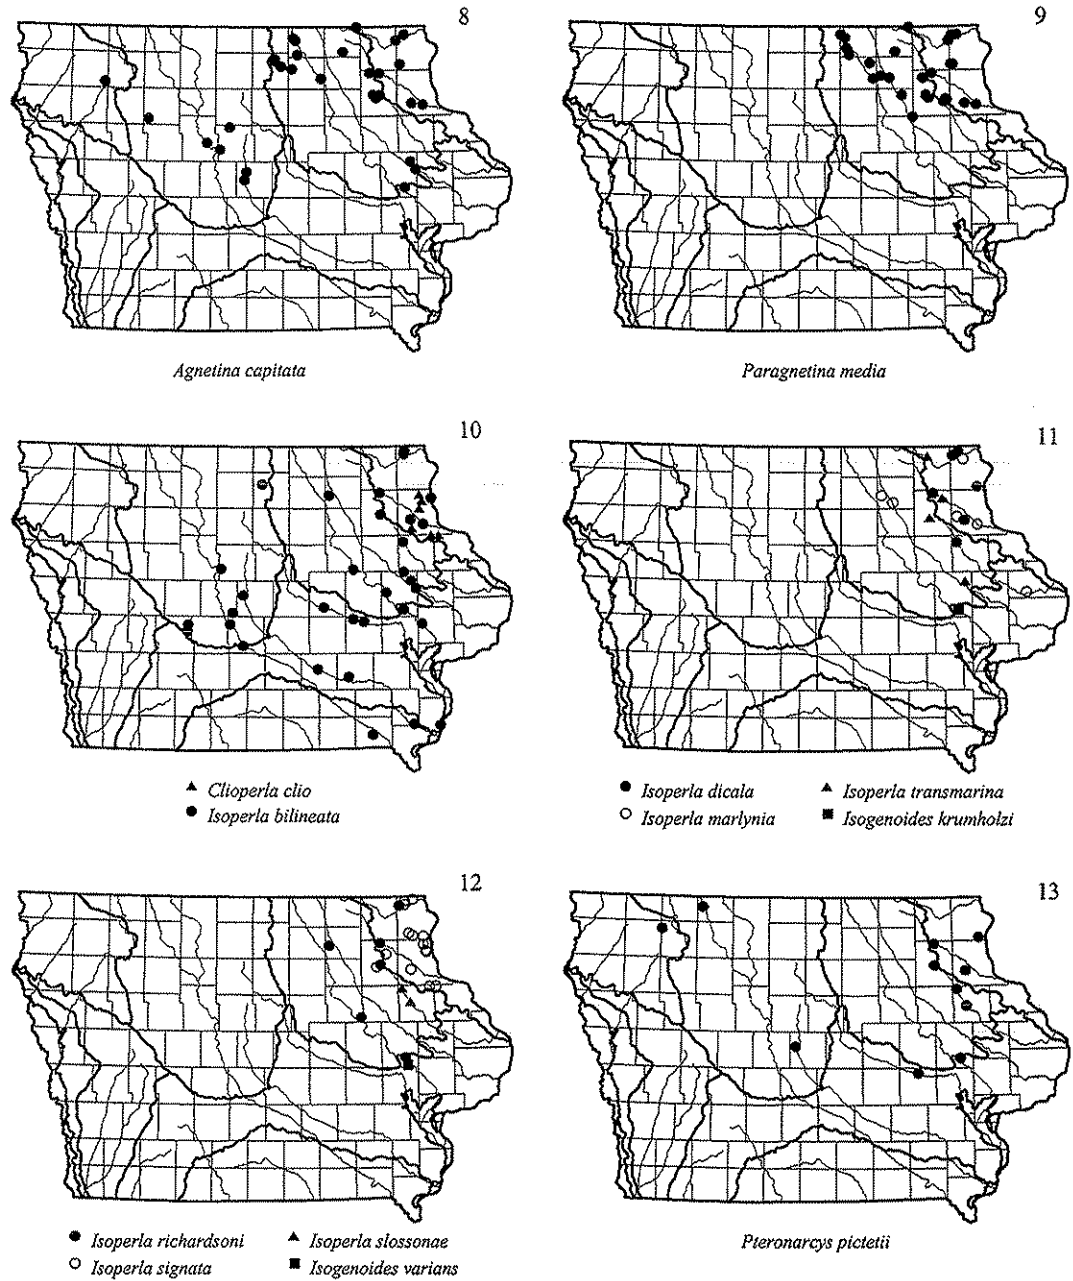 8
9
Agnetina capitata
Paragnetina media
10
11
▲ Clioperla clio
● Isoperla bilineata
● Isoperla dicala
▲ Isoperla transmarina
○ Isoperla marlynia
■ Isogenoides krumholzi
12
13
● Isoperla richardsoni
▲ Isoperla slossonae
○ Isoperla signata
■ Isogenoides varians
Pteronarcys pictetii